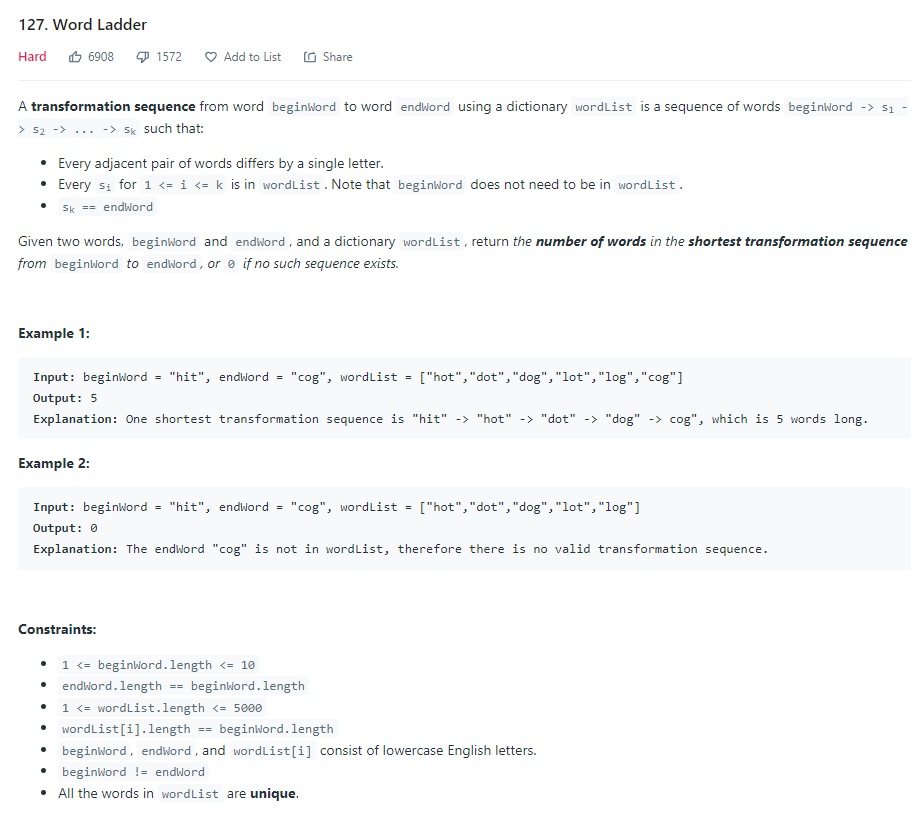 127. Word Ladder
Hard 6908 1572 Add to List Share
A transformation sequence from word beginWord to word endWord using a dictionary wordList is a sequence of words beginWord -> s₁ -
> s₂ -> ... -> sₖ such that:
• Every adjacent pair of words differs by a single letter.
• Every sᵢ for 1 <= i <= k is in wordList. Note that beginWord does not need to be in wordList.
• sₖ == endWord
Given two words, beginWord and endWord, and a dictionary wordList, return the number of words in the shortest transformation sequence
from beginWord to endWord, or 0 if no such sequence exists.
Example 1:
Input: beginWord = "hit", endWord = "cog", wordList = ["hot","dot","dog","lot","log","cog"]
Output: 5
Explanation: One shortest transformation sequence is "hit" -> "hot" -> "dot" -> "dog" -> cog", which is 5 words long.
Example 2:
Input: beginWord = "hit", endWord = "cog", wordList = ["hot","dot","dog","lot","log"]
Output: 0
Explanation: The endWord "cog" is not in wordList, therefore there is no valid transformation sequence.
Constraints:
• 1 <= beginWord.length <= 10
• endWord.length == beginWord.length
• 1 <= wordList.length <= 5000
• wordList[i].length == beginWord.length
• beginWord, endWord, and wordList[i] consist of lowercase English letters.
• beginWord != endWord
• All the words in wordList are unique.